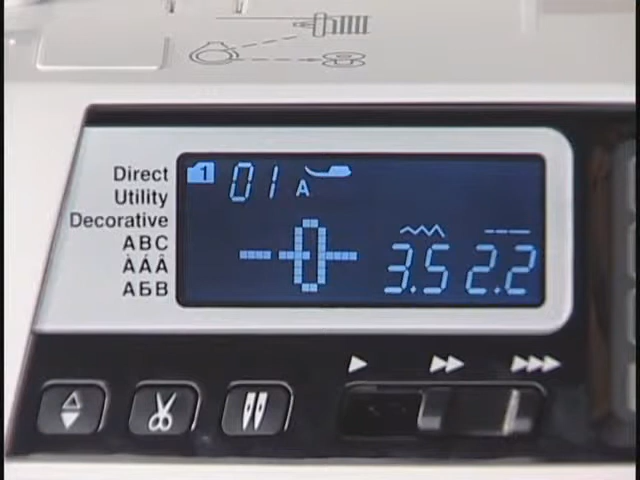 Direct
Utility
Decorative
ABC
ÀÁÂ
АБВ
1 01 A
3.5 2.2